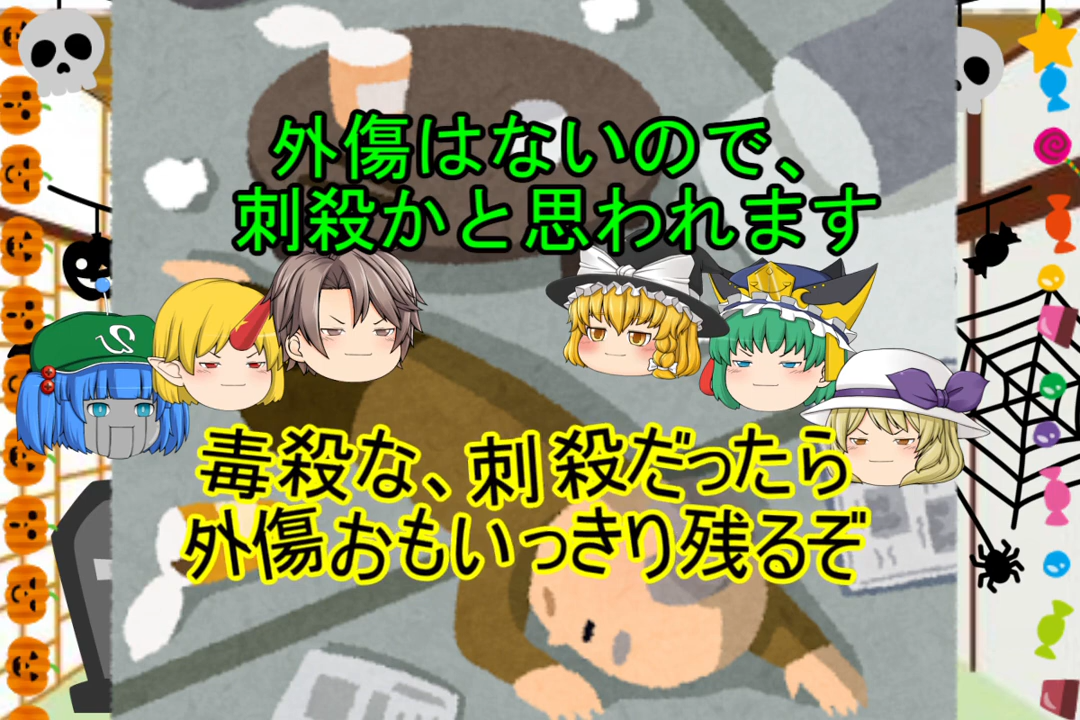 外傷はないので、
刺殺かと思われます
毒殺な、刺殺だったら
外傷おもいっきり残るぞ